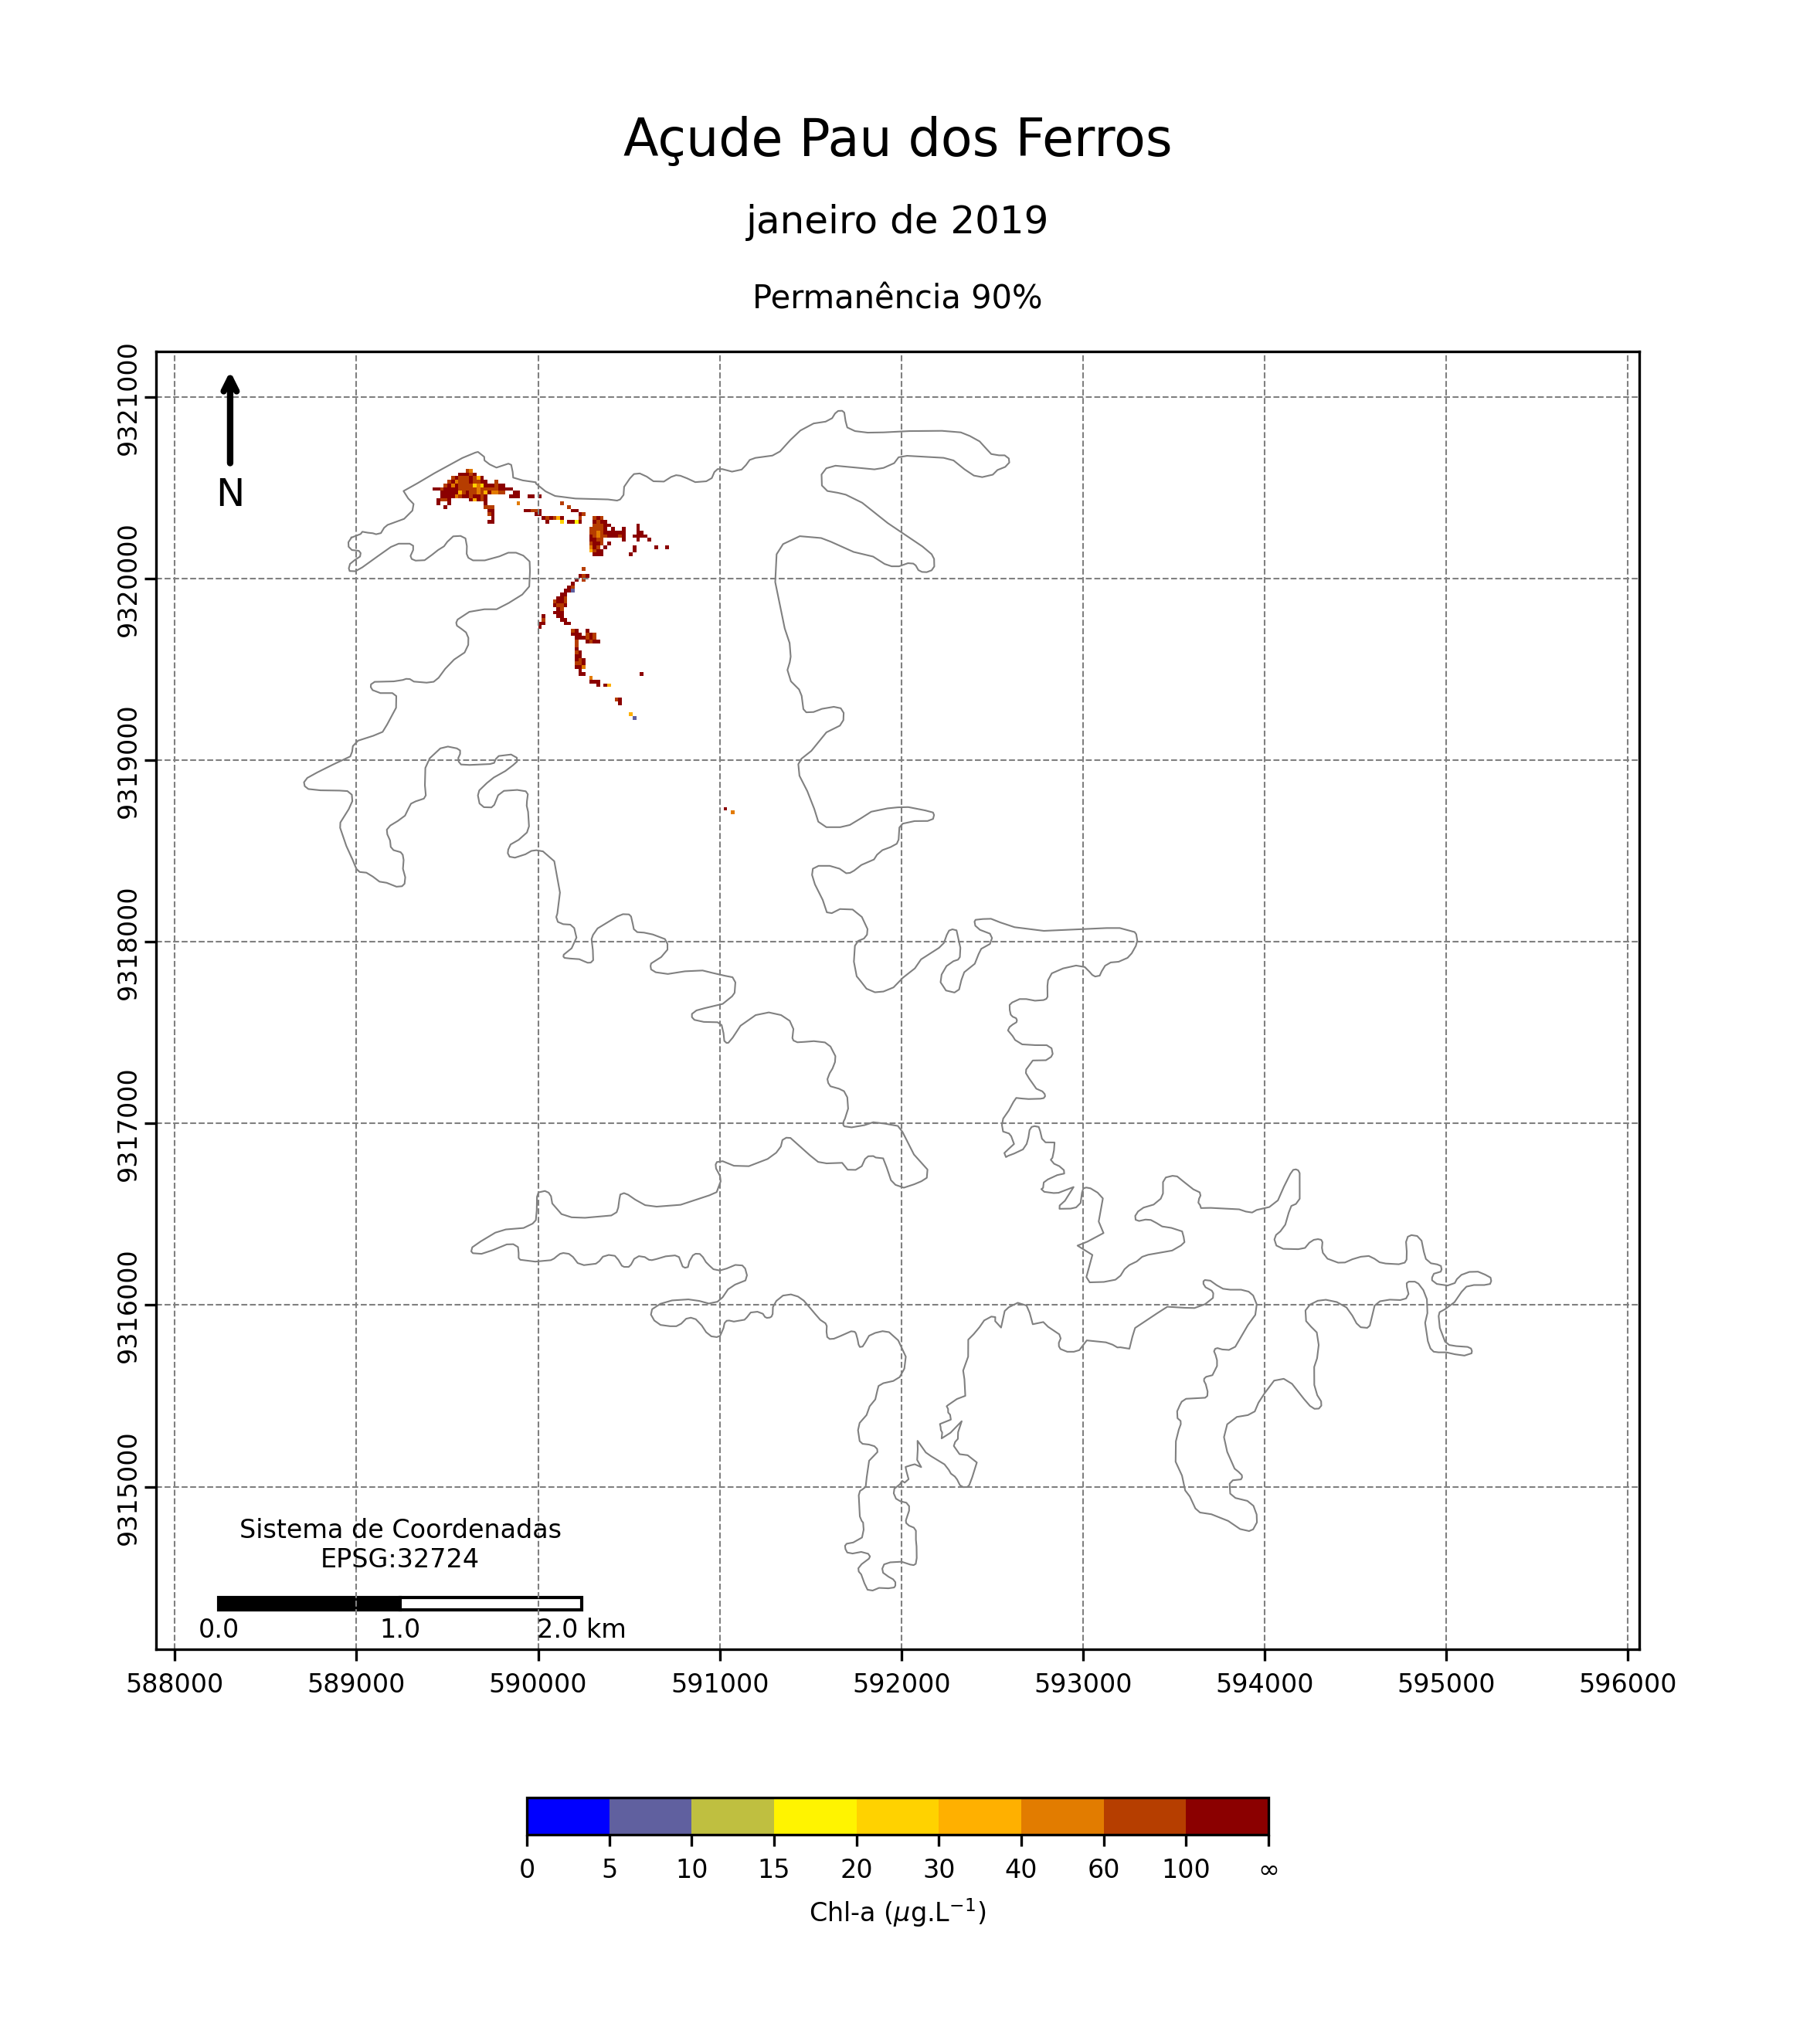 Açude Pau dos Ferros
janeiro de 2019
Permanência 90%
N
9321000
9320000
9319000
9318000
9317000
9316000
9315000
Sistema de Coordenadas
EPSG:32724
0.0 1.0 2.0 km
588000 589000 590000 591000 592000 593000 594000 595000 596000
0 5 10 15 20 30 40 60 100 ∞
Chl-a (μg.L⁻¹)